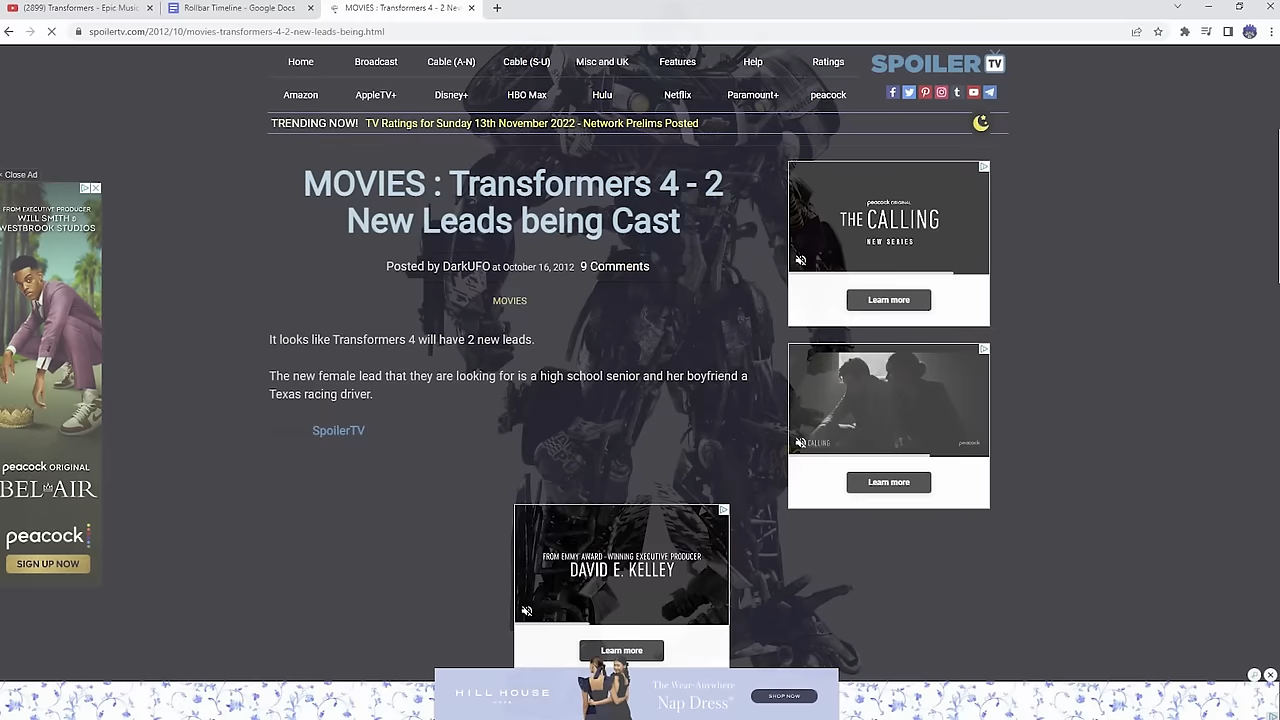 (2899) Transformers - Epic Music
Rollbar Timeline - Google Docs
MOVIES : Transformers 4 - 2 Ne
spoilertv.com/2012/10/movies-transformers-4-2-new-leads-being.html
me Broadcast Cable (A-N) Cable (S-U) Misc and UK Features Help Ratings
SPOILER TV
Amazon AppleTV+ Disney+ HBO Max Hulu Netflix Paramount+ peacock
TRENDING NOW! TV Ratings for Sunday 13th November 2022 - Network Prelims Posted
Close Ad
MOVIES : Transformers 4 - 2
New Leads being Cast
Posted by DarkUFO at October 16, 2012 9 Comments
MOVIES
It looks like Transformers 4 will have 2 new leads.
The new female lead that they are looking for is a high school senior and her boyfriend a
Texas racing driver.
SpoilerTV
FROM EXECUTIVE PRODUCER
WILL SMITH &
WESTBROOK STUDIOS
peacock ORIGINAL
BEL-AIR
peacock
SIGN UP NOW
peacock ORIGINAL
THE CALLING
NEW SERIES
Learn more
CALLING
peacock
Learn more
FROM EMMY AWARD-WINNING EXECUTIVE PRODUCER
DAVID E. KELLEY
Learn more
HILL HOUSE
The Wear-Anywhere
Nap Dress®
SHOP NOW